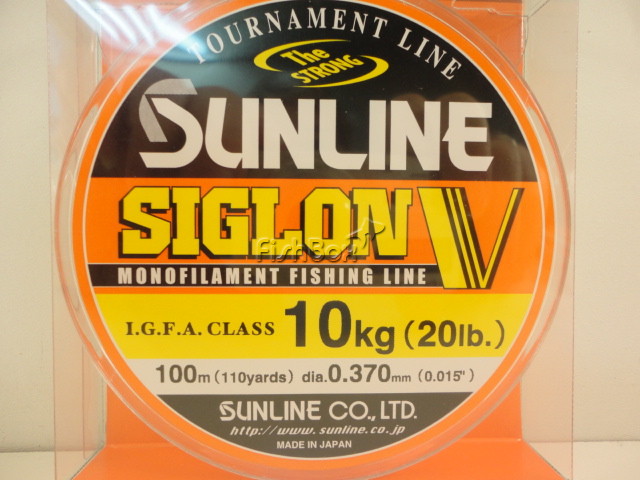 TOURNAMENT LINE
The
STRONG
SUNLINE
SIGLON V
FishBox
MONOFILAMENT FISHING LINE
I.G.F.A. CLASS 10kg (20lb.)
100m (110yards) dia.0.370mm (0.015")
SUNLINE CO.,LTD.
http://www.sunline.co.jp
MADE IN JAPAN